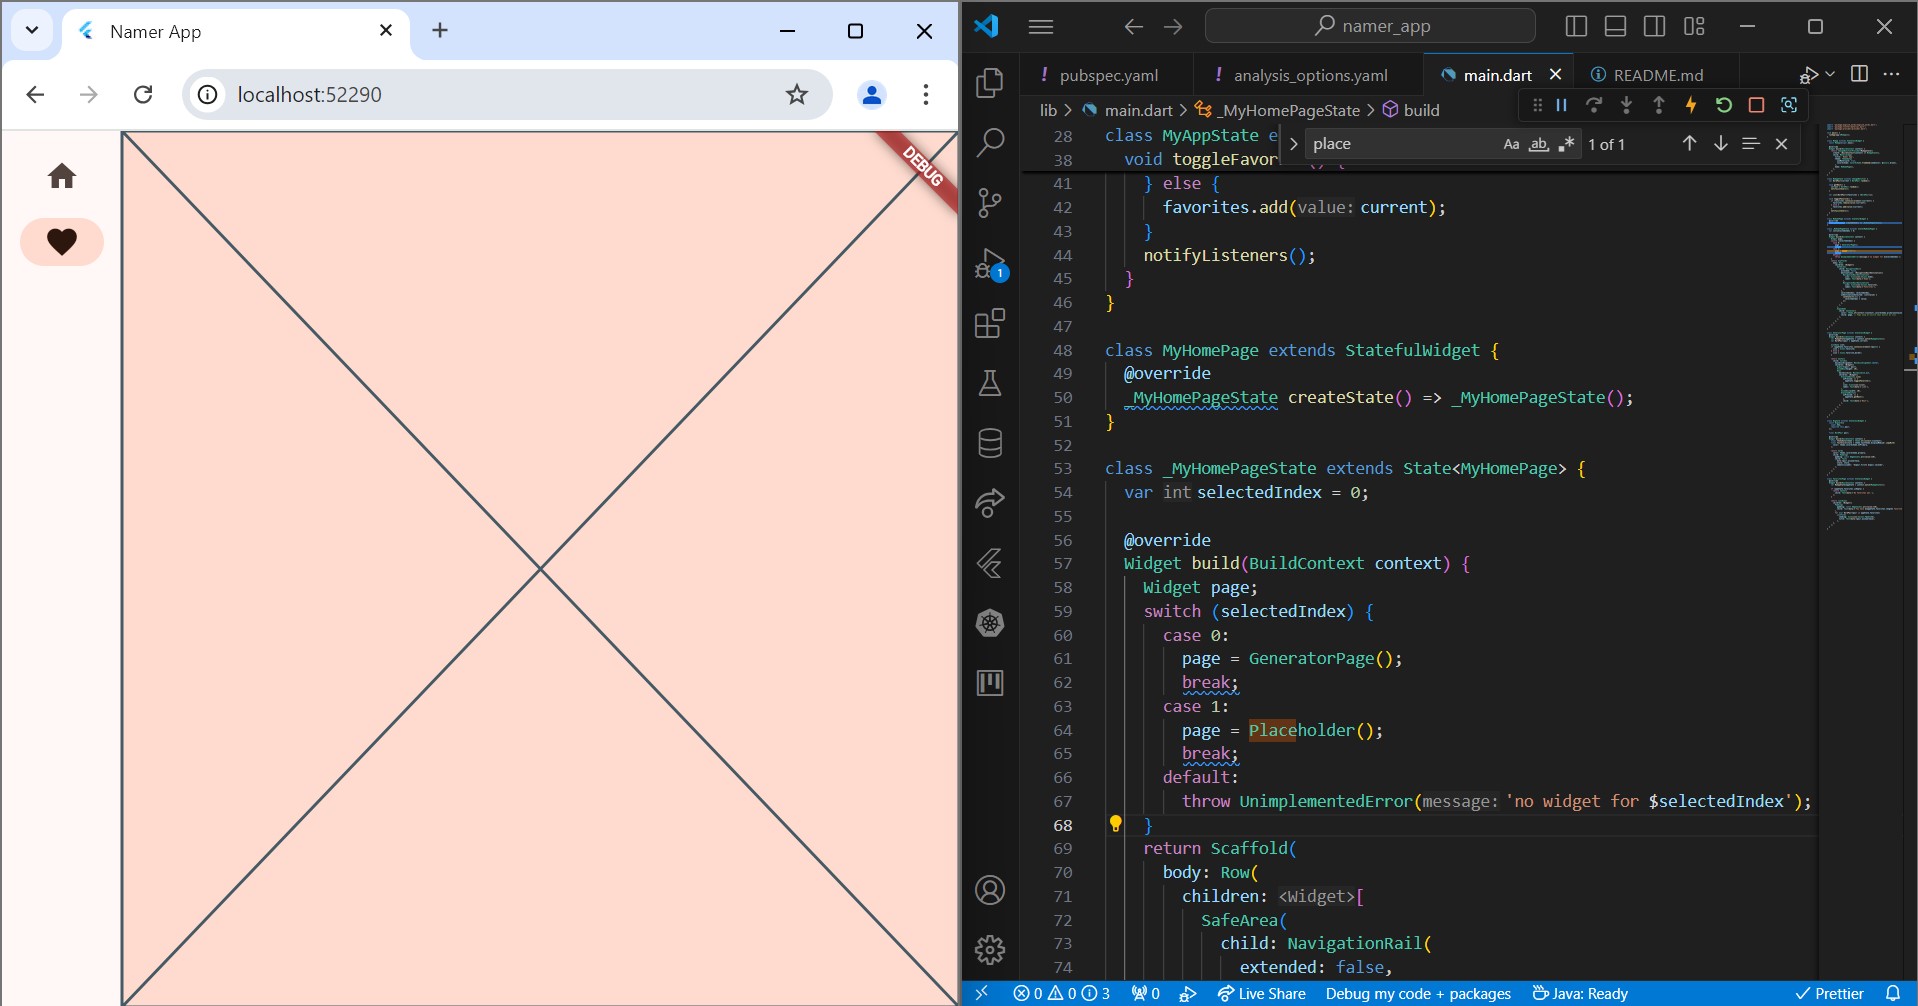 Namer App
localhost:52290
DEBUG
namer_app
pubspec.yaml
analysis_options.yaml
main.dart
README.md
lib > main.dart > _MyHomePageState > build
place
Aa ab
1 of 1
28 class MyAppState e
38 void toggleFavor
41 } else {
42 favorites.add(value: current);
43 }
44 notifyListeners();
45 }
46 }
47
48 class MyHomePage extends StatefulWidget {
49 @override
50 _MyHomePageState createState() => _MyHomePageState();
51 }
52
53 class _MyHomePageState extends State<MyHomePage> {
54 var int selectedIndex = 0;
55
56 @override
57 Widget build(BuildContext context) {
58 Widget page;
59 switch (selectedIndex) {
60 case 0:
61 page = GeneratorPage();
62 break;
63 case 1:
64 page = Placeholder();
65 break;
66 default:
67 throw UnimplementedError(message: 'no widget for $selectedIndex');
68 }
69 return Scaffold(
70 body: Row(
71 children: <Widget>[
72 SafeArea(
73 child: NavigationRail(
74 extended: false,
1
0 0 3 0 Live Share Debug my code + packages Java: Ready Prettier